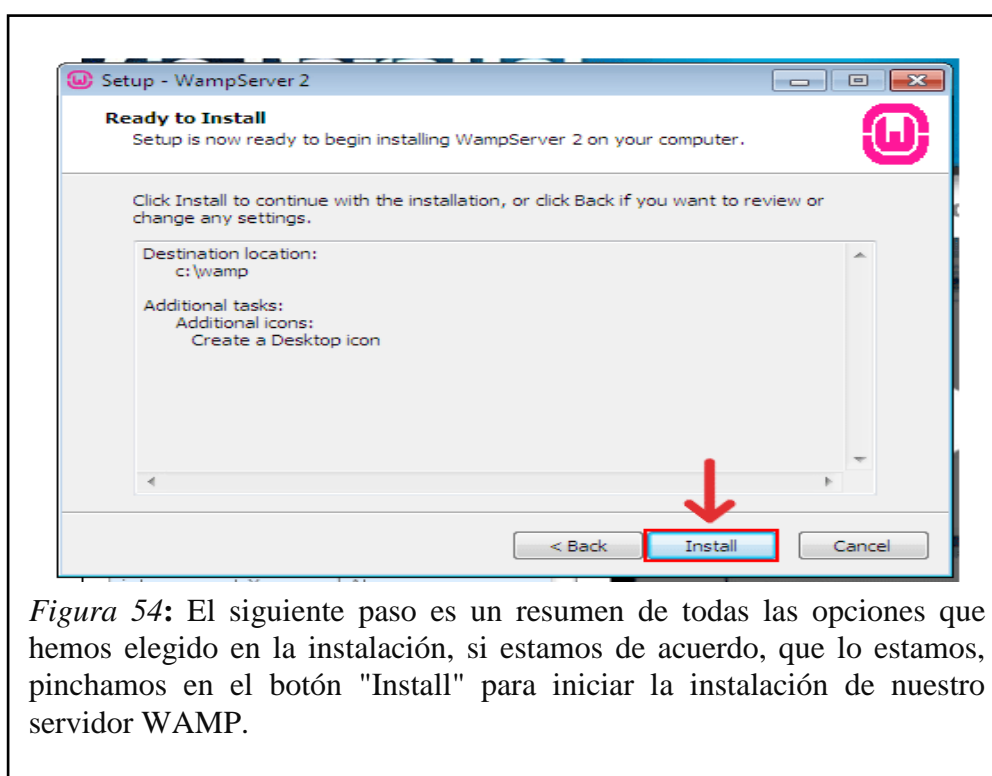 Setup - WampServer 2
Ready to Install
Setup is now ready to begin installing WampServer 2 on your computer.
Click Install to continue with the installation, or click Back if you want to review or
change any settings.
Destination location:
c:\wamp
Additional tasks:
Additional icons:
Create a Desktop icon
< Back Install Cancel
Figura 54: El siguiente paso es un resumen de todas las opciones que
hemos elegido en la instalación, si estamos de acuerdo, que lo estamos,
pinchamos en el botón "Install" para iniciar la instalación de nuestro
servidor WAMP.